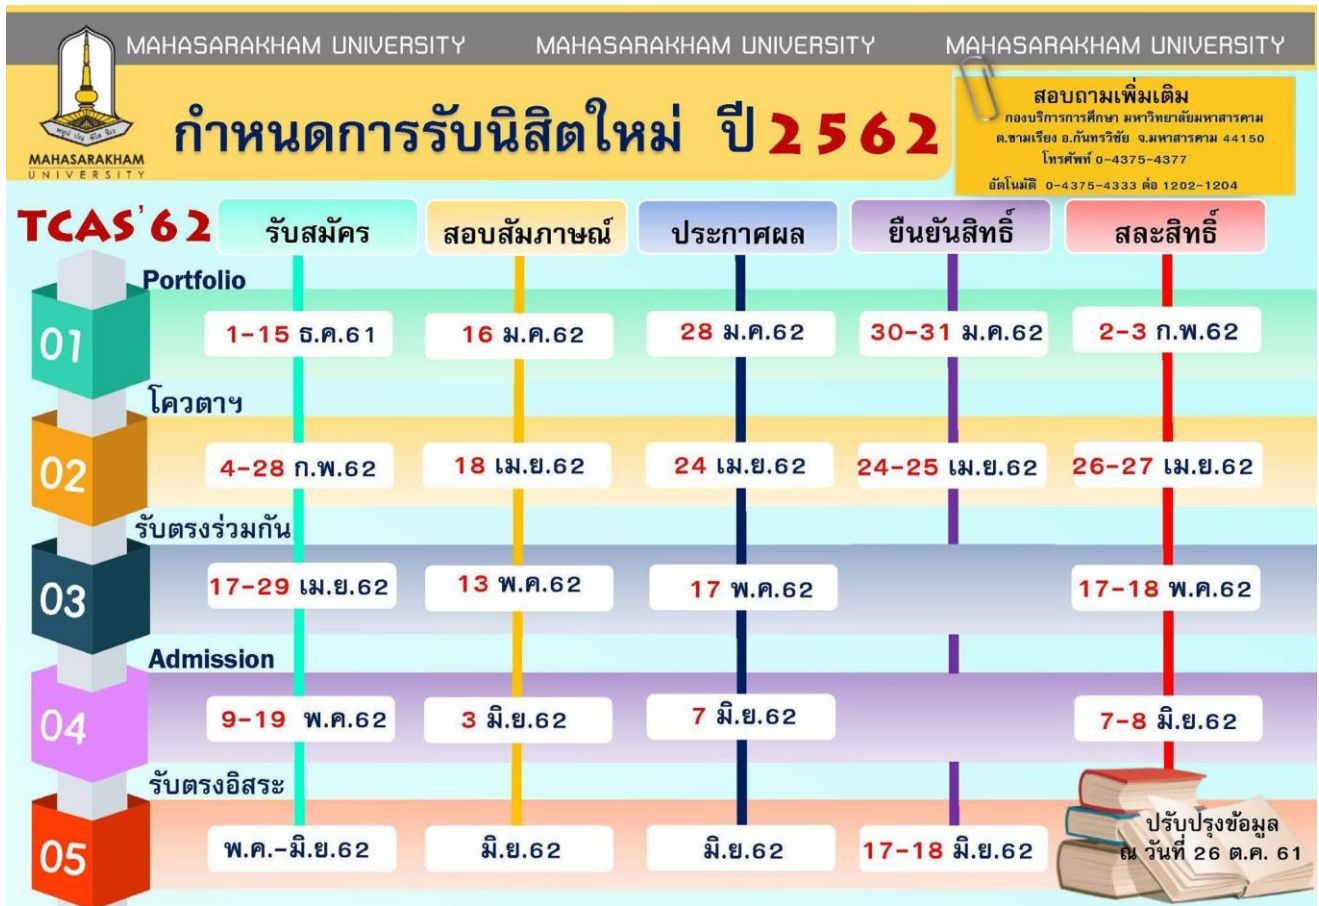 MAHASARAKHAM UNIVERSITY MAHASARAKHAM UNIVERSITY MAHASARAKHAM UNIVERSITY
MAHASARAKHAM
UNIVERSITY
กำหนดการรับนิสิตใหม่ ปี 2562
สอบถามเพิ่มเติม
กองบริการการศึกษา มหาวิทยาลัยมหาสารคาม
ต.ขามเรียง อ.กันทรวิชัย จ.มหาสารคาม 44150
โทรศัพท์ 0-4375-4377
อัตโนมัติ 0-4375-4333 ต่อ 1202-1204
TCAS'62 รับสมัคร สอบสัมภาษณ์ ประกาศผล ยืนยันสิทธิ์ สละสิทธิ์
Portfolio
01 1-15 ธ.ค.61 16 ม.ค.62 28 ม.ค.62 30-31 ม.ค.62 2-3 ก.พ.62
โควตาฯ
02 4-28 ก.พ.62 18 เม.ย.62 24 เม.ย.62 24-25 เม.ย.62 26-27 เม.ย.62
รับตรงร่วมกัน
03 17-29 เม.ย.62 13 พ.ค.62 17 พ.ค.62 17-18 พ.ค.62
Admission
04 9-19 พ.ค.62 3 มิ.ย.62 7 มิ.ย.62 7-8 มิ.ย.62
รับตรงอิสระ
05 พ.ค.-มิ.ย.62 มิ.ย.62 มิ.ย.62 17-18 มิ.ย.62
ปรับปรุงข้อมูล
ณ วันที่ 26 ต.ค. 61